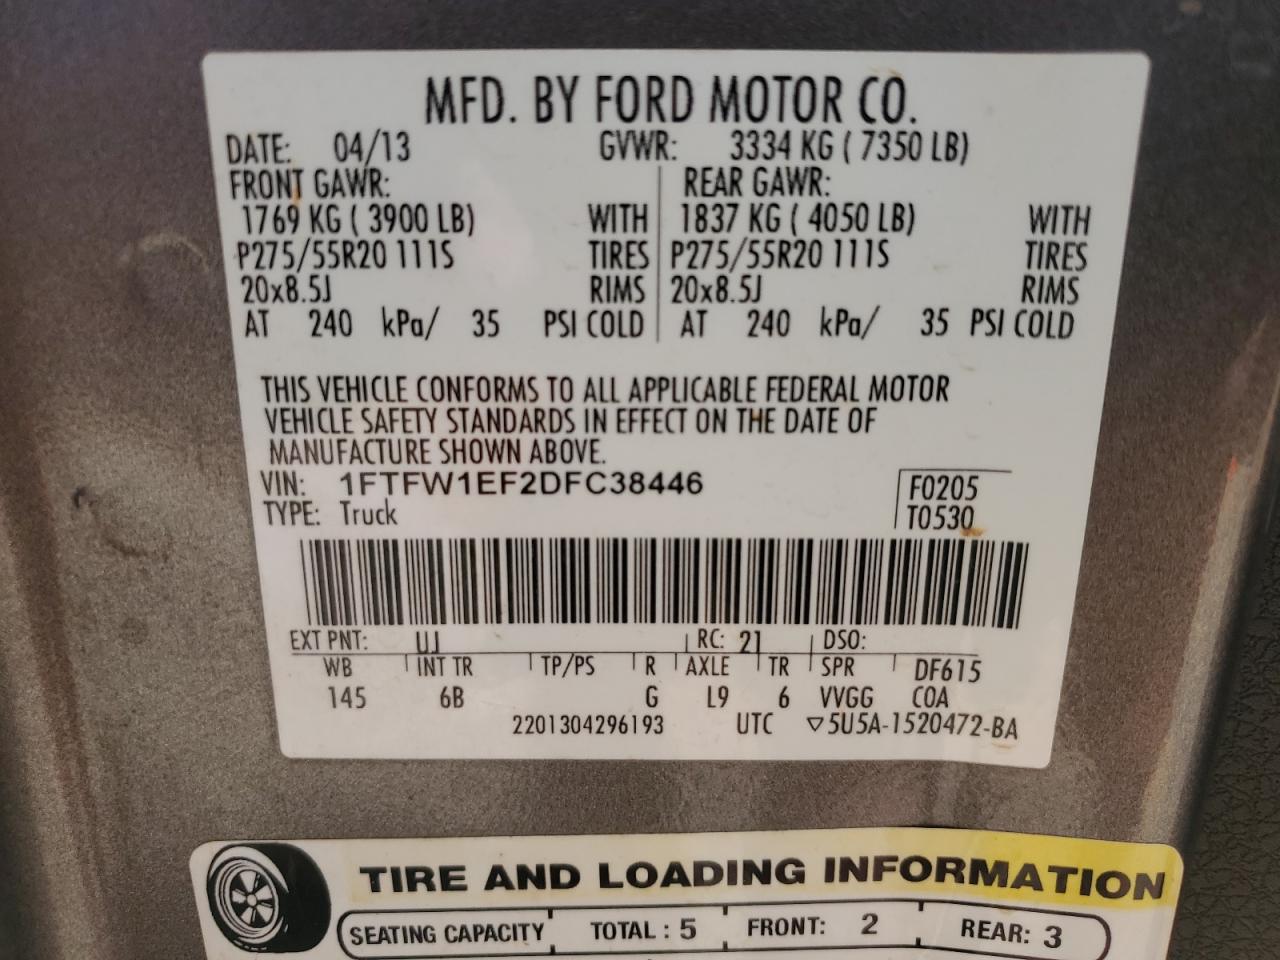 MFD. BY FORD MOTOR CO.
DATE: 04/13 GVWR: 3334 KG ( 7350 LB)
FRONT GAWR: REAR GAWR:
1769 KG ( 3900 LB) WITH 1837 KG ( 4050 LB) WITH
P275/55R20 111S TIRES P275/55R20 111S TIRES
20x8.5J RIMS 20x8.5J RIMS
AT 240 kPa/ 35 PSI COLD AT 240 kPa/ 35 PSI COLD
THIS VEHICLE CONFORMS TO ALL APPLICABLE FEDERAL MOTOR
VEHICLE SAFETY STANDARDS IN EFFECT ON THE DATE OF
MANUFACTURE SHOWN ABOVE.
VIN: 1FTFW1EF2DFC38446 F0205
TYPE: Truck T0530
EXT PNT: UJ RC: 21 DSO:
WB INT TR TP/PS R AXLE TR SPR DF615
145 6B G L9 6 VVGG COA
2201304296193 UTC ▽5U5A-1520472-BA
TIRE AND LOADING INFORMATION
SEATING CAPACITY TOTAL : 5 FRONT: 2 REAR: 3